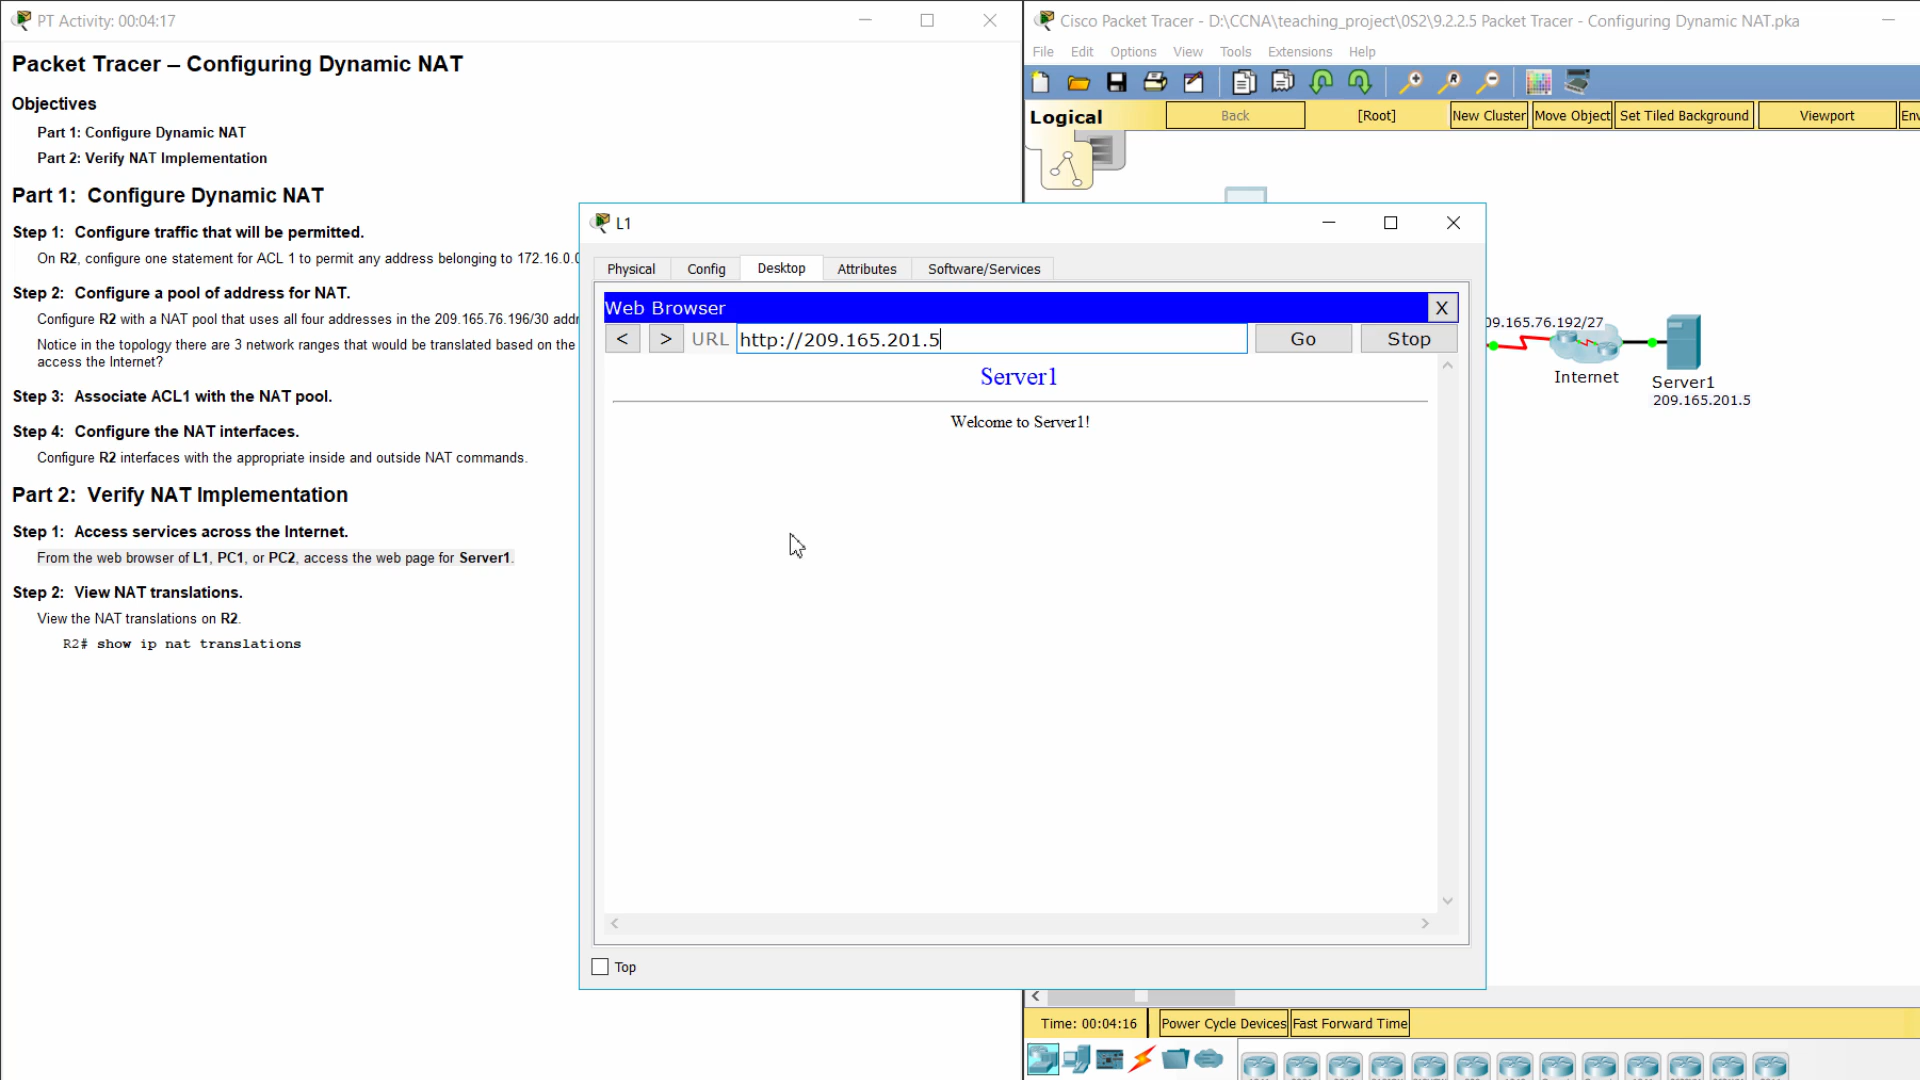 PT Activity: 00:04:17
Packet Tracer – Configuring Dynamic NAT
Objectives
Part 1: Configure Dynamic NAT
Part 2: Verify NAT Implementation
Part 1: Configure Dynamic NAT
Step 1: Configure traffic that will be permitted.
On R2, configure one statement for ACL 1 to permit any address belonging to 172.16.0.0
Step 2: Configure a pool of address for NAT.
Configure R2 with a NAT pool that uses all four addresses in the 209.165.76.196/30 addr
Notice in the topology there are 3 network ranges that would be translated based on the
access the Internet?
Step 3: Associate ACL1 with the NAT pool.
Step 4: Configure the NAT interfaces.
Configure R2 interfaces with the appropriate inside and outside NAT commands.
Part 2: Verify NAT Implementation
Step 1: Access services across the Internet.
From the web browser of L1, PC1, or PC2, access the web page for Server1.
Step 2: View NAT translations.
View the NAT translations on R2.
R2# show ip nat translations
Cisco Packet Tracer - D:\CCNA\teaching_project\0S2\9.2.2.5 Packet Tracer - Configuring Dynamic NAT.pka
File Edit Options View Tools Extensions Help
Logical
Back
[Root]
New Cluster
Move Object
Set Tiled Background
Viewport
Env
L1
Physical
Config
Desktop
Attributes
Software/Services
Web Browser
X
< > URL http://209.165.201.5 Go Stop
Server1
Welcome to Server1!
Top
09.165.76.192/27
Internet
Server1
209.165.201.5
Time: 00:04:16
Power Cycle Devices
Fast Forward Time